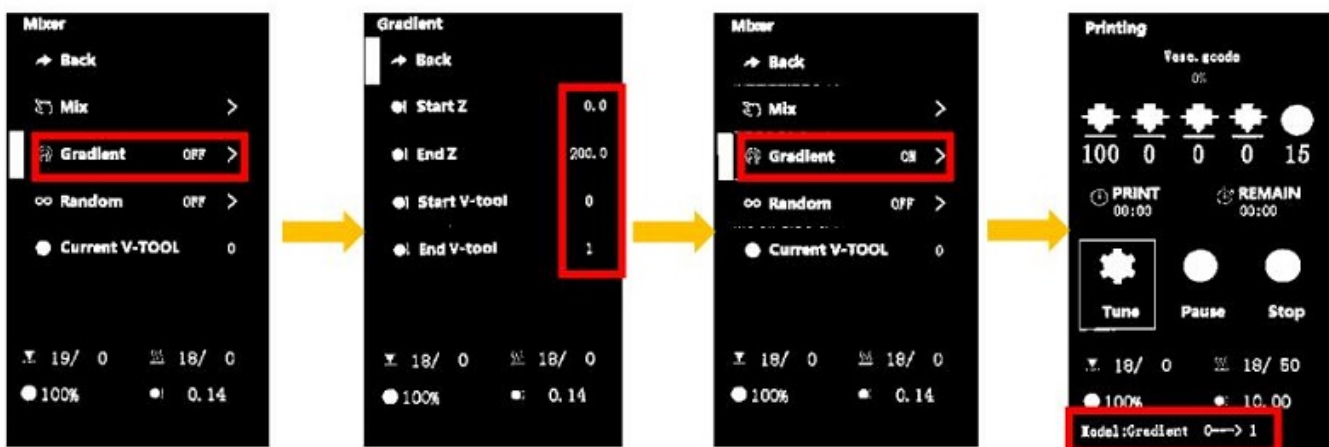 Mixer
Back
Mix >
Gradient OFF >
Random OFF >
Current V-TOOL 0
19/ 0 18/ 0
100% 0.14
Gradient
Back
Start Z 0.0
End Z 200.0
Start V-tool 0
End V-tool 1
18/ 0 18/ 0
100% 0.14
Mixer
Back
Mix >
Gradient ON >
Random OFF >
Current V-TOOL 0
18/ 0 18/ 0
100% 0.14
Printing
Vase.gcode
0%
100 0 0 0 15
PRINT REMAIN
00:00 00:00
Tune Pause Stop
18/ 0 18/ 50
100% 10.00
Model:Gradient 0--->1